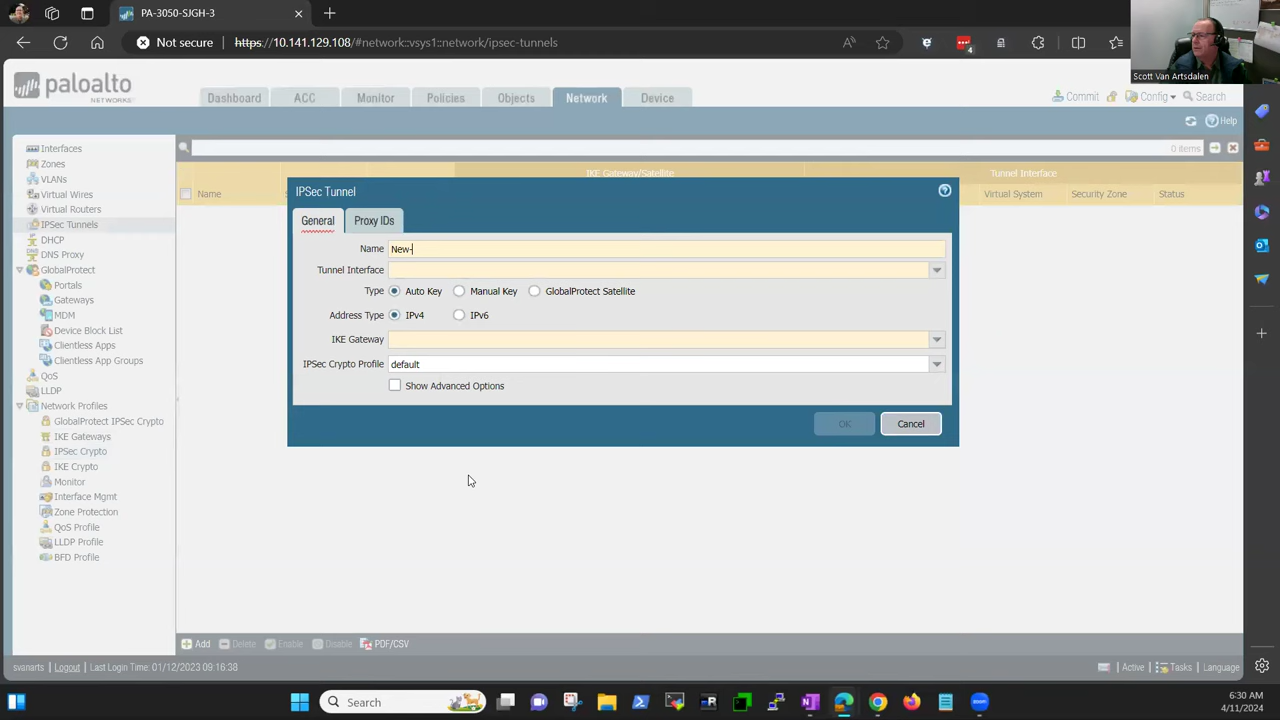 PA-3050-SJGH-3
Not secure https://10.141.129.108/#network::vsys1::network/ipsec-tunnels
4
Scott Van Artsdalen
paloalto
NETWORKS
Dashboard ACC Monitor Policies Objects Network Device
Commit Config Search
Help
0 items
Interfaces
Zones
VLANs
Virtual Wires
Virtual Routers
IPSec Tunnels
DHCP
DNS Proxy
GlobalProtect
Portals
Gateways
MDM
Device Block List
Clientless Apps
Clientless App Groups
QoS
LLDP
Network Profiles
GlobalProtect IPSec Crypto
IKE Gateways
IPSec Crypto
IKE Crypto
Monitor
Interface Mgmt
Zone Protection
QoS Profile
LLDP Profile
BFD Profile
IKE Gateway/Satellite Tunnel Interface
Name Virtual System Security Zone Status
IPSec Tunnel
General Proxy IDs
Name New-
Tunnel Interface
Type Auto Key Manual Key GlobalProtect Satellite
Address Type IPv4 IPv6
IKE Gateway
IPSec Crypto Profile default
Show Advanced Options
OK Cancel
Add Delete Enable Disable PDF/CSV
svanarts Logout Last Login Time: 01/12/2023 09:16:38 Active Tasks Language
Search
6:30 AM
4/11/2024